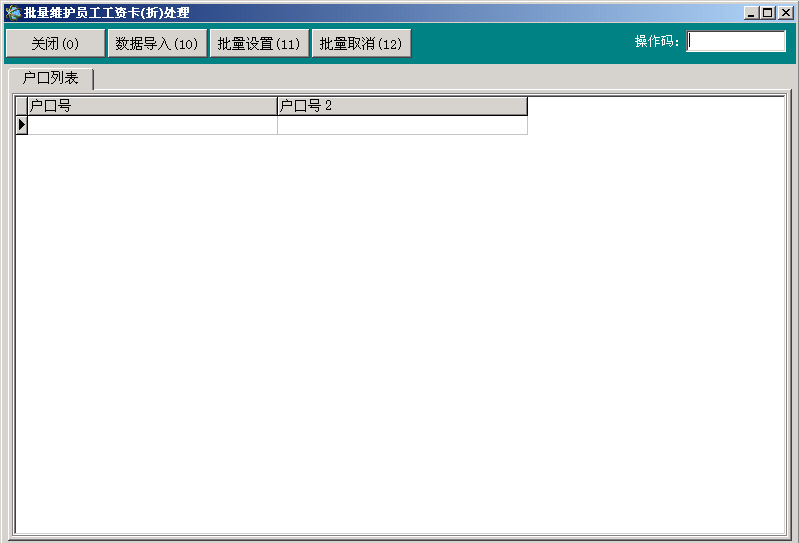 批量维护员工工资卡(折)处理
关闭(0) 数据导入(10) 批量设置(11) 批量取消(12) 操作码:
户口列表
户口号 户口号2